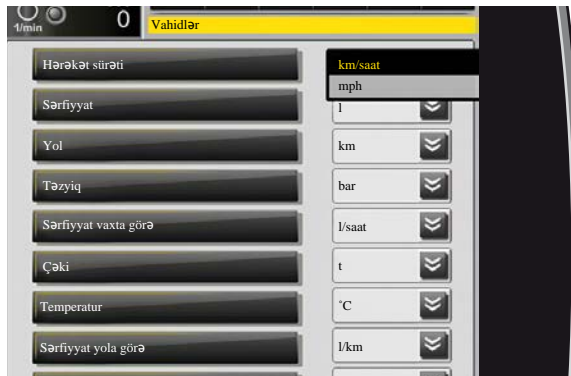 1/min
0
Vahidlər
Hərəkət sürəti
km/saat
mph
Sərfiyyat
l
Yol
km
Təzyiq
bar
Sərfiyyat vaxta görə
l/saat
Çəki
t
Temperatur
°C
Sərfiyyat yola görə
l/km